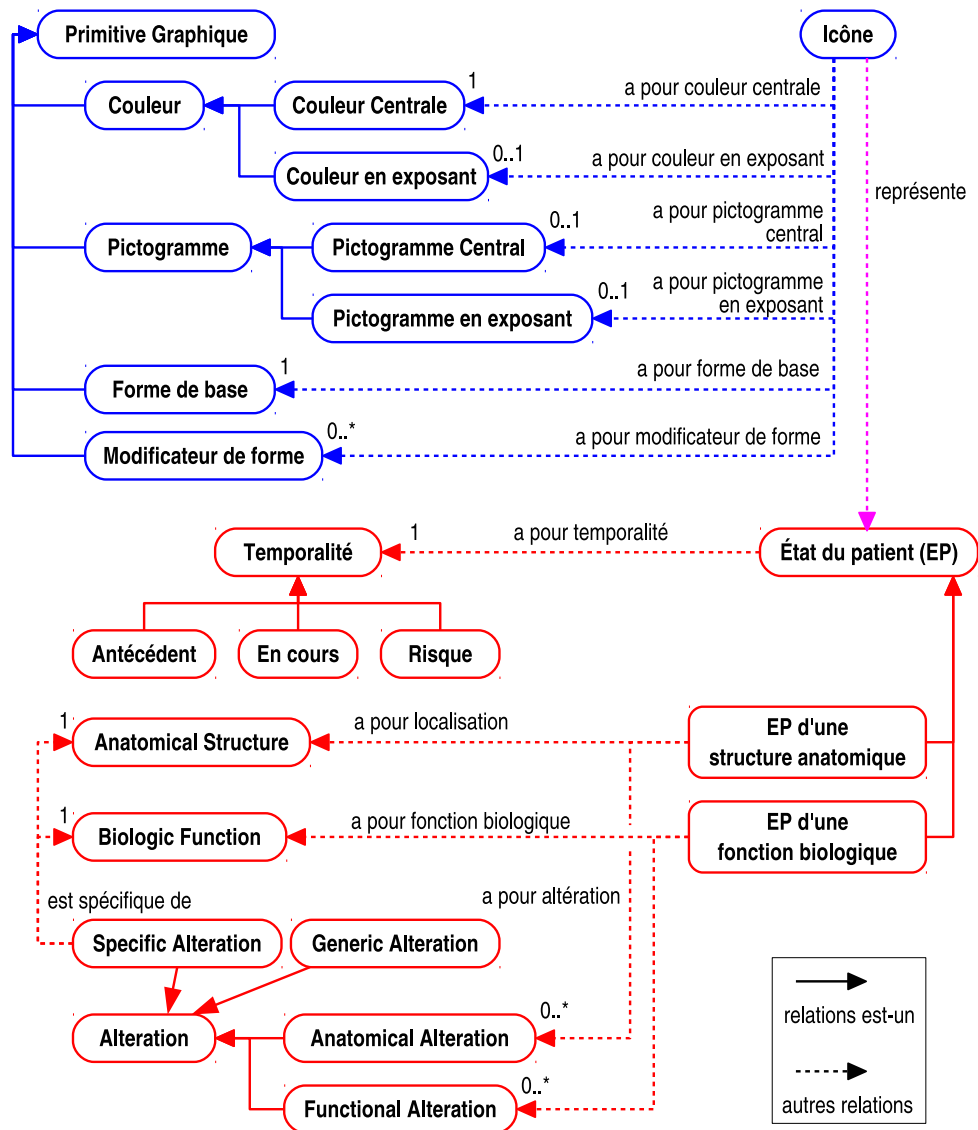 Primitive Graphique
Icône
Couleur
Couleur Centrale
1
a pour couleur centrale
Couleur en exposant
0..1
a pour couleur en exposant
représente
Pictogramme
Pictogramme Central
0..1
a pour pictogramme
central
Pictogramme en exposant
0..1
a pour pictogramme
en exposant
Forme de base
1
a pour forme de base
Modificateur de forme
0..*
a pour modificateur de forme
Temporalité
1
a pour temporalité
État du patient (EP)
Antécédent
En cours
Risque
1
Anatomical Structure
a pour localisation
EP d'une
structure anatomique
1
Biologic Function
a pour fonction biologique
EP d'une
fonction biologique
est spécifique de
a pour altération
Specific Alteration
Generic Alteration
Alteration
Anatomical Alteration
0..*
Functional Alteration
0..*
relations est-un
autres relations